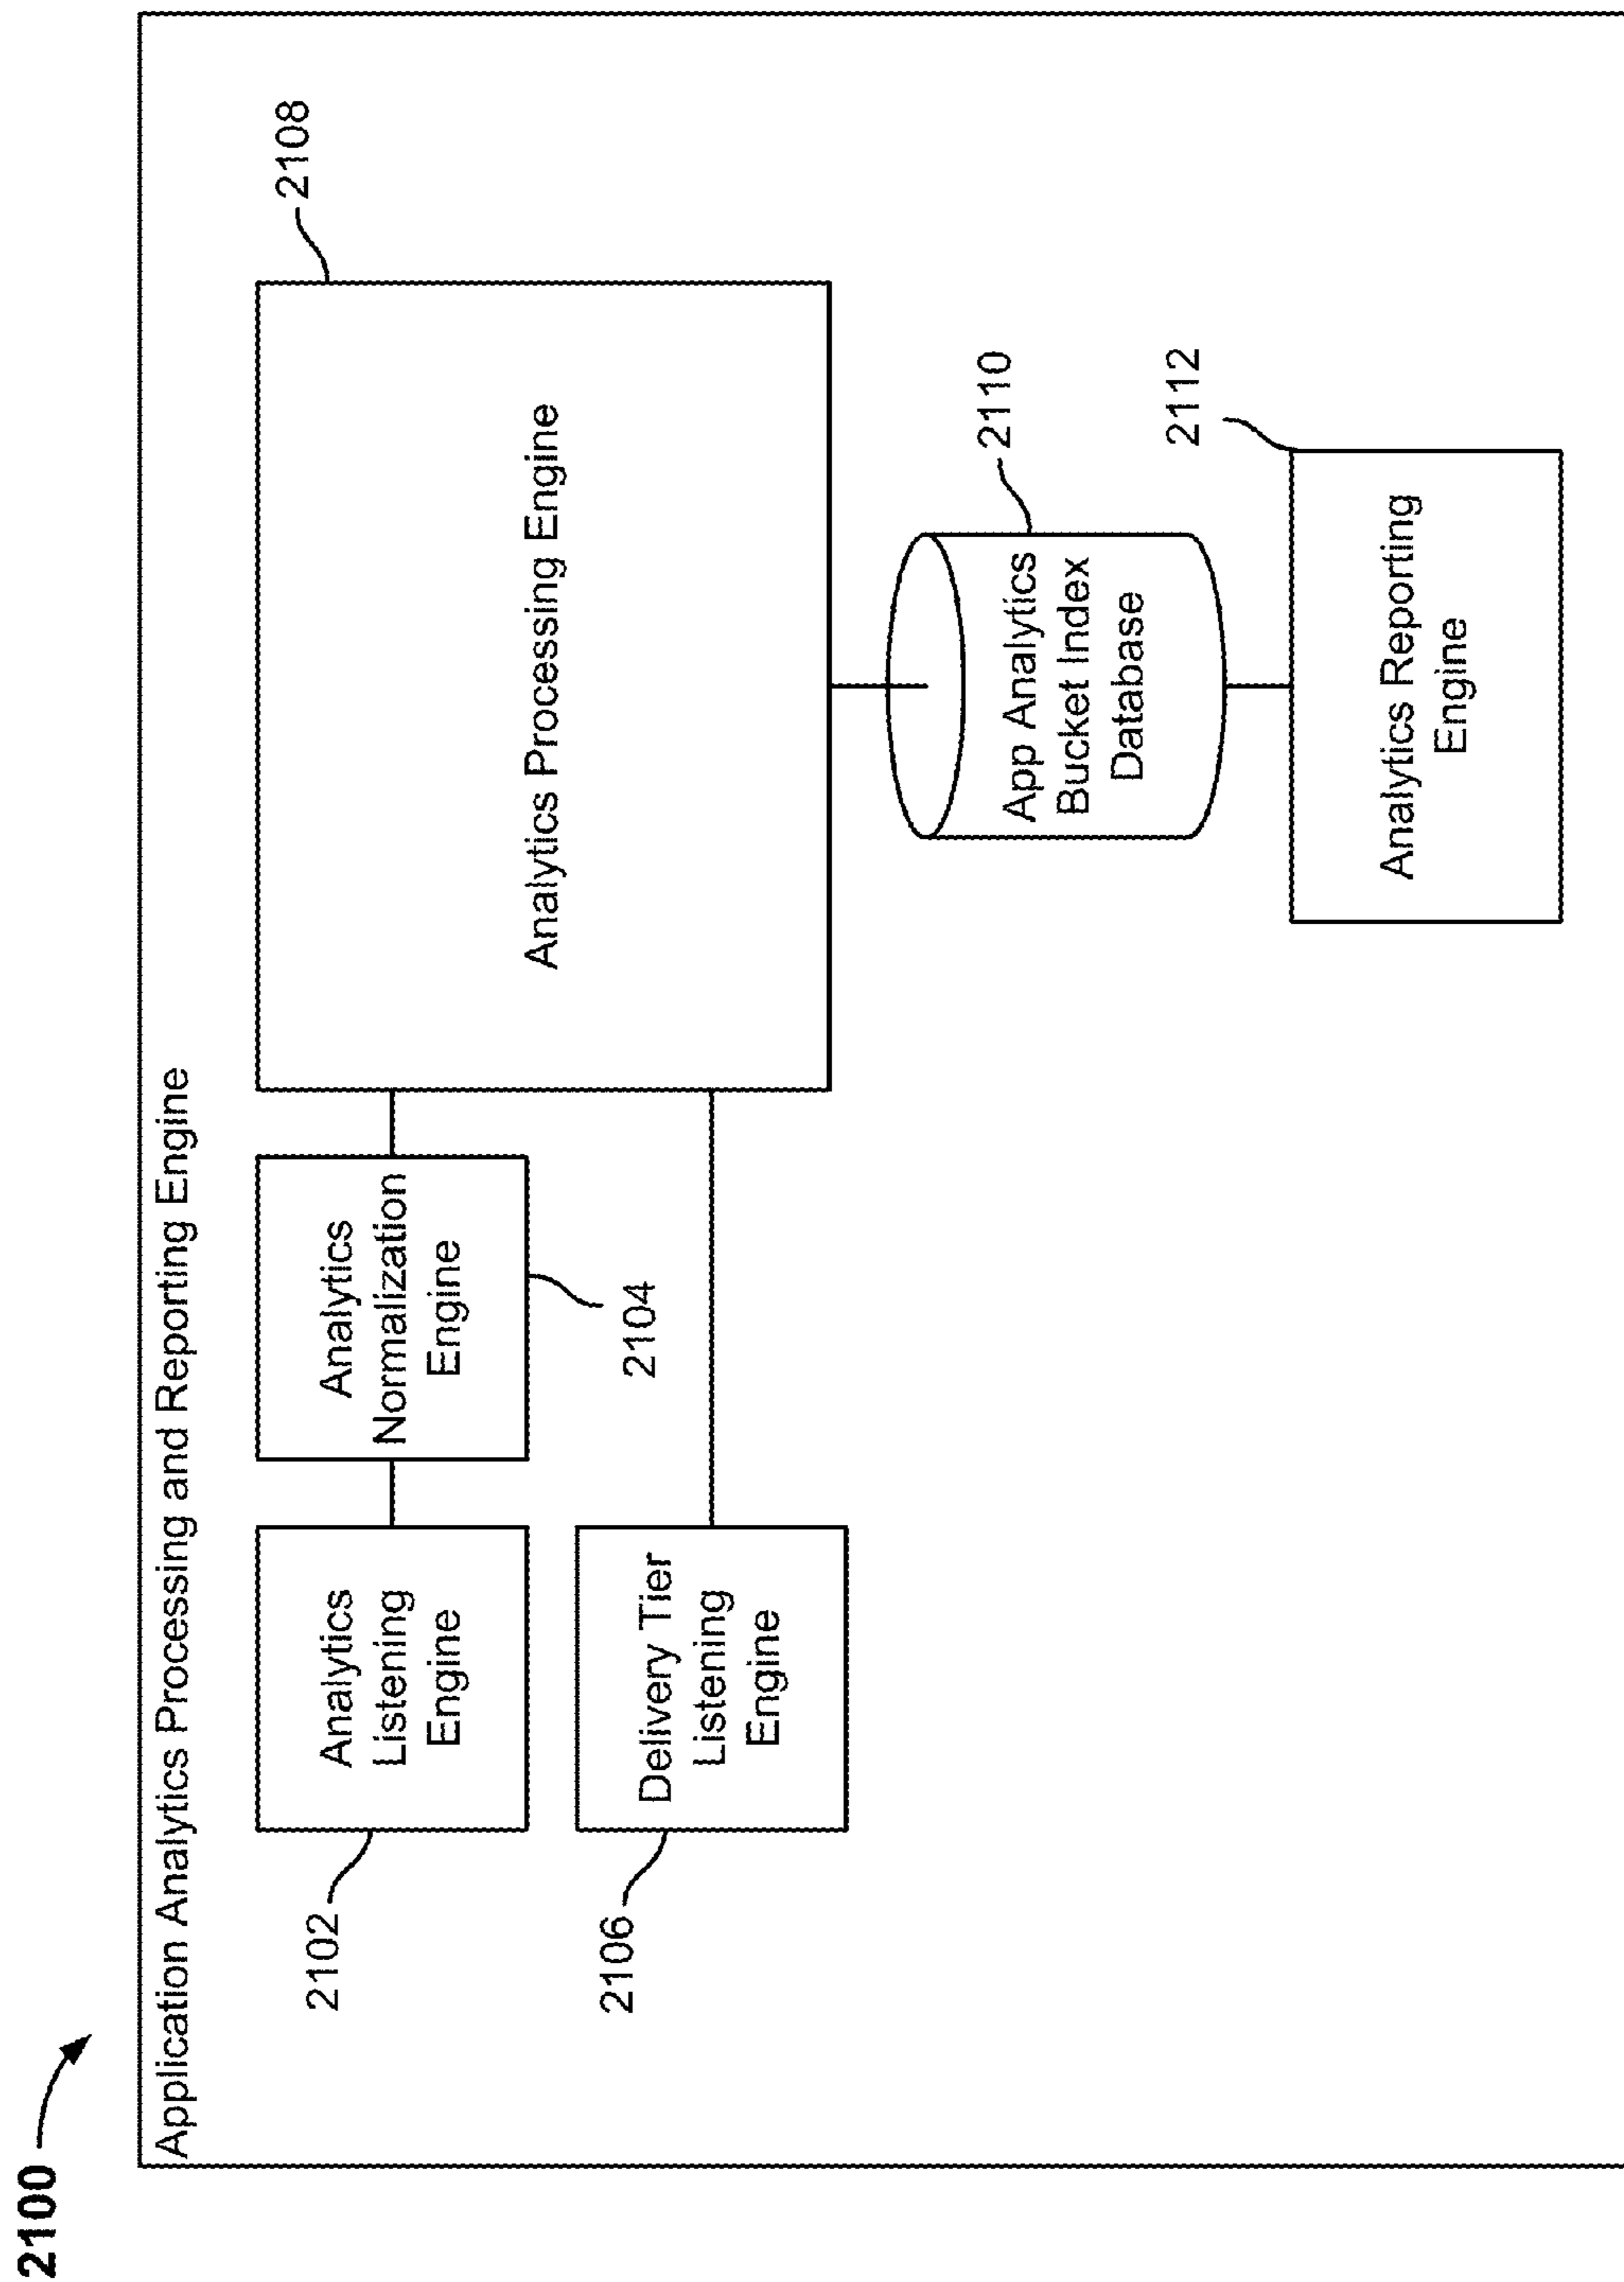 2100
Application Analytics Processing and Reporting Engine
2102
Analytics
Listening
Engine
Analytics
Normalization
Engine
2104
2108
Analytics Processing Engine
2106
Delivery Tier
Listening
Engine
2110
App Analytics
Bucket Index
Database
2112
Analytics Reporting
Engine